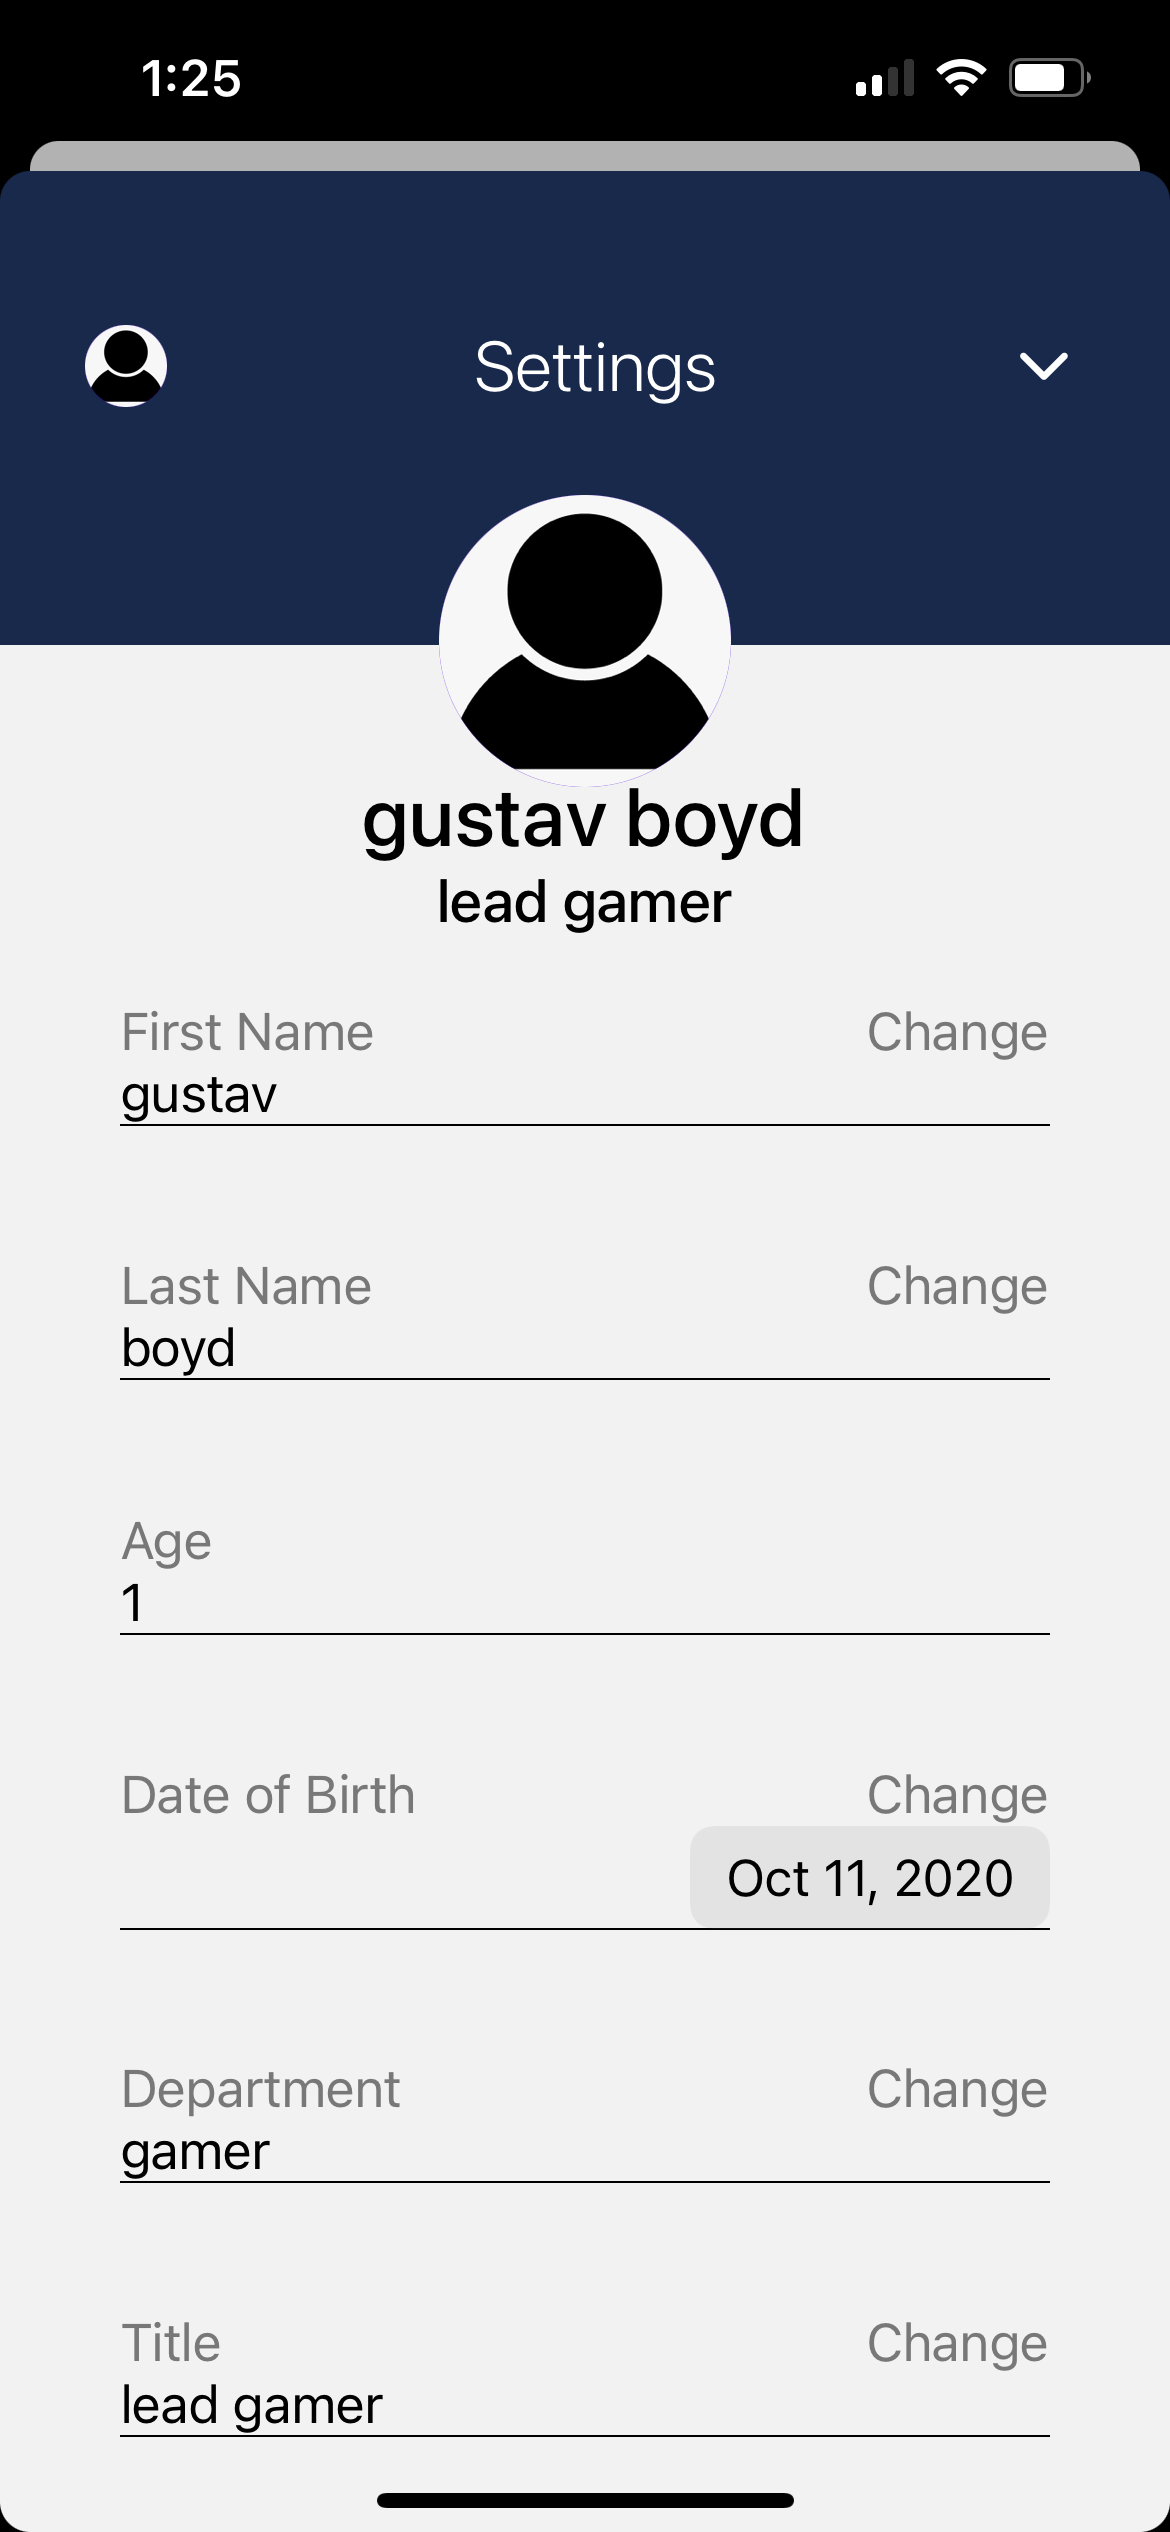 1:25
Settings
gustav boyd
lead gamer
First Name Change
gustav
Last Name Change
boyd
Age
1
Date of Birth Change
Oct 11, 2020
Department Change
gamer
Title Change
lead gamer